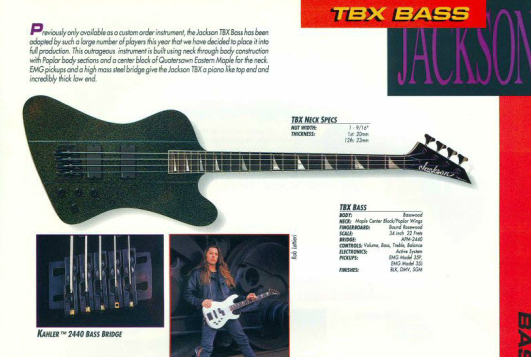 TBX BASS
JACKSON
Previously only available as a custom order instrument, the Jackson TBX Bass has been
adopted by such a large number of players this year that we have decided to place it into
full production. This outrageous instrument is built using neck through body construction
with Poplar body sections and a center block of Quatersawn Eastern Maple for the neck.
EMG pickups and a high mass steel bridge give the Jackson TBX a piano like top end and
incredibly thick low end.
TBX NECK SPECS
NUT WIDTH: 1 - 9/16"
THICKNESS: 1st: 20mm
12th: 22mm
Jackson
TBX BASS
BODY: Basswood
NECK: Maple Center Block/Poplar Wings
FINGERBOARD: Bound Rosewood
SCALE: 34 inch 22 Frets
BRIDGE: APM-2440
CONTROLS: Volume, Bass, Treble, Balance
ELECTRONICS: Active System
PICKUPS: EMG Model 35P,
EMG Model 35J
FINISHES: BLK, DMV, SGM
KAHLER ™ 2440 BASS BRIDGE
BAS